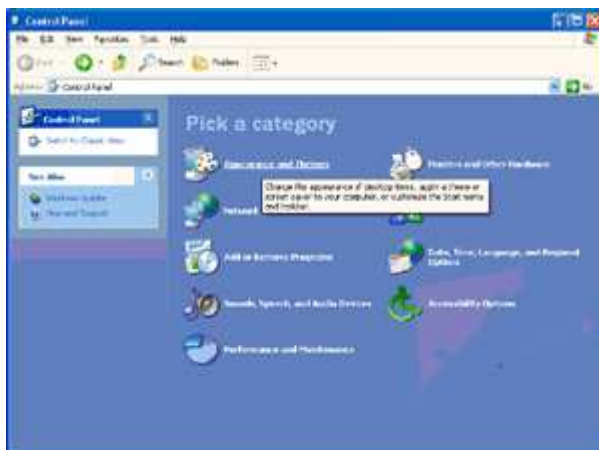 Control Panel
File Edit View Favorites Tools Help
Search Folders
Address Control Panel Go
Control Panel
Switch to Classic View
See Also
Windows Update
Help and Support
Pick a category
Appearance and Themes
Printers and Other Hardware
Change the appearance of desktop items, apply a theme or
screen saver to your computer, or customize the Start menu
and taskbar.
Network
Add or Remove Programs
Date, Time, Language, and Regional
Options
Sounds, Speech, and Audio Devices
Accessibility Options
Performance and Maintenance